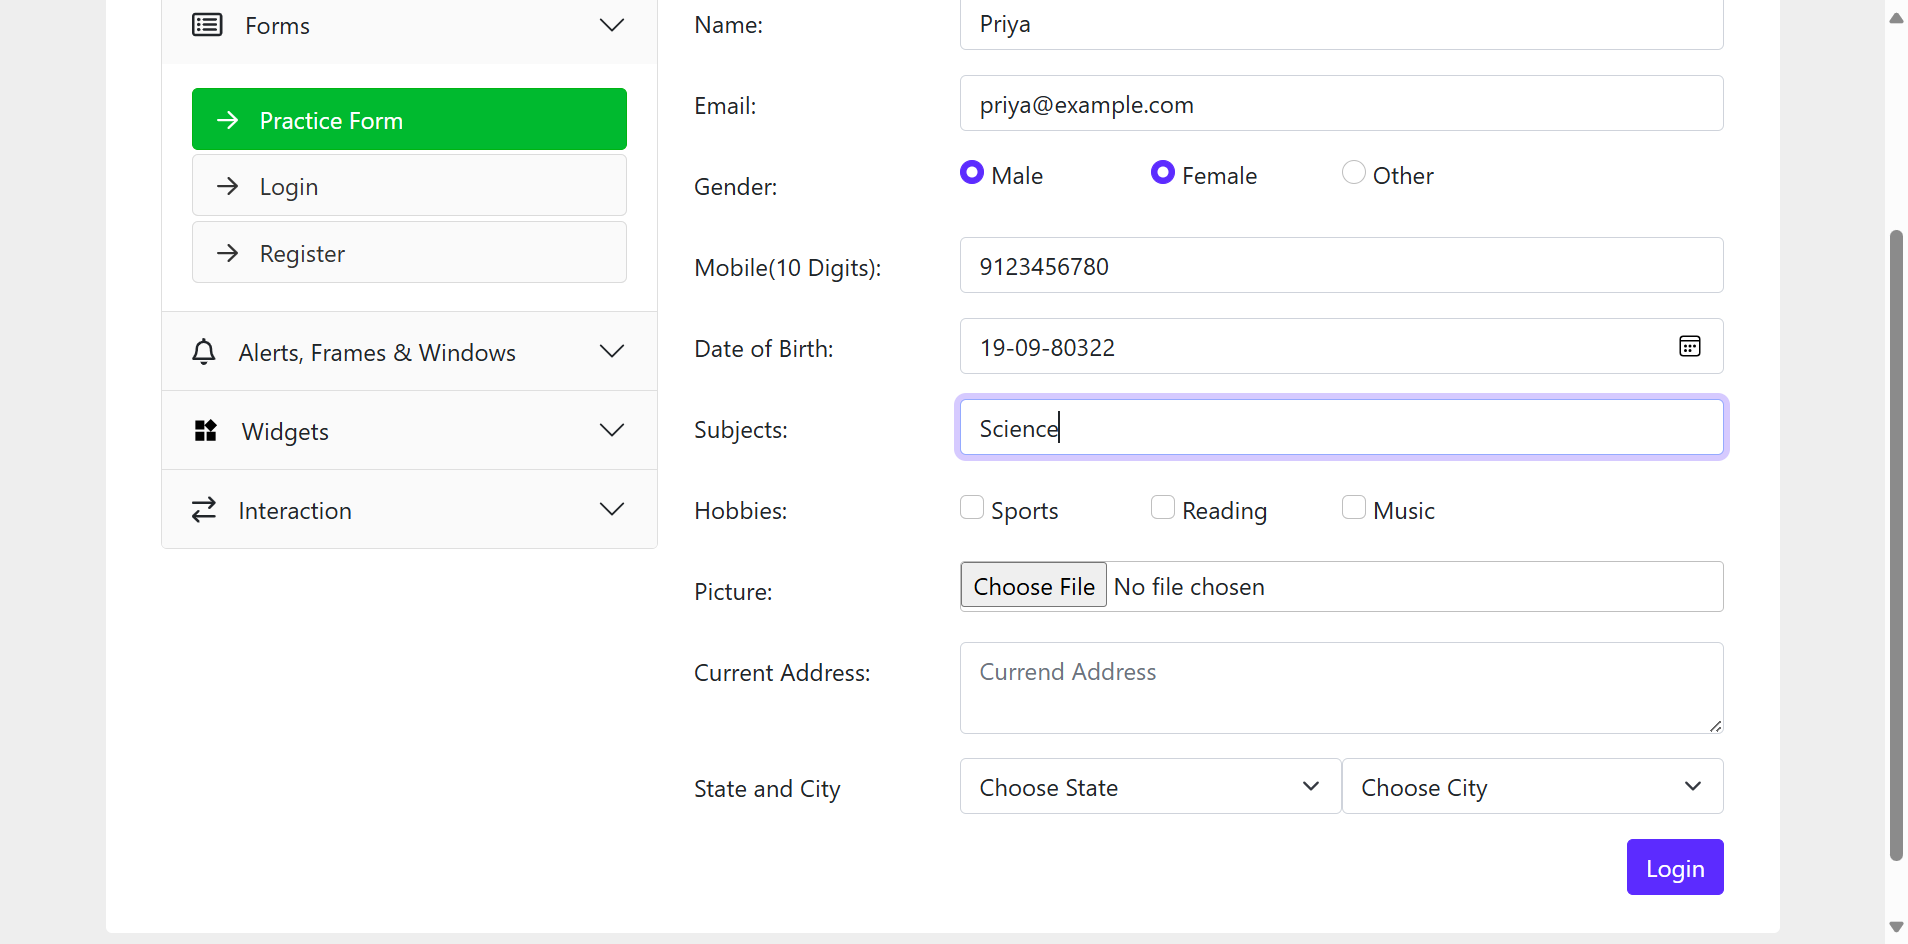 Forms
Practice Form
Login
Register
Alerts, Frames & Windows
Widgets
Interaction
Name: Priya
Email: priya@example.com
Gender: Male Female Other
Mobile(10 Digits): 9123456780
Date of Birth: 19-09-80322
Subjects: Science
Hobbies: Sports Reading Music
Picture: Choose File No file chosen
Current Address: Currend Address
State and City Choose State Choose City
Login